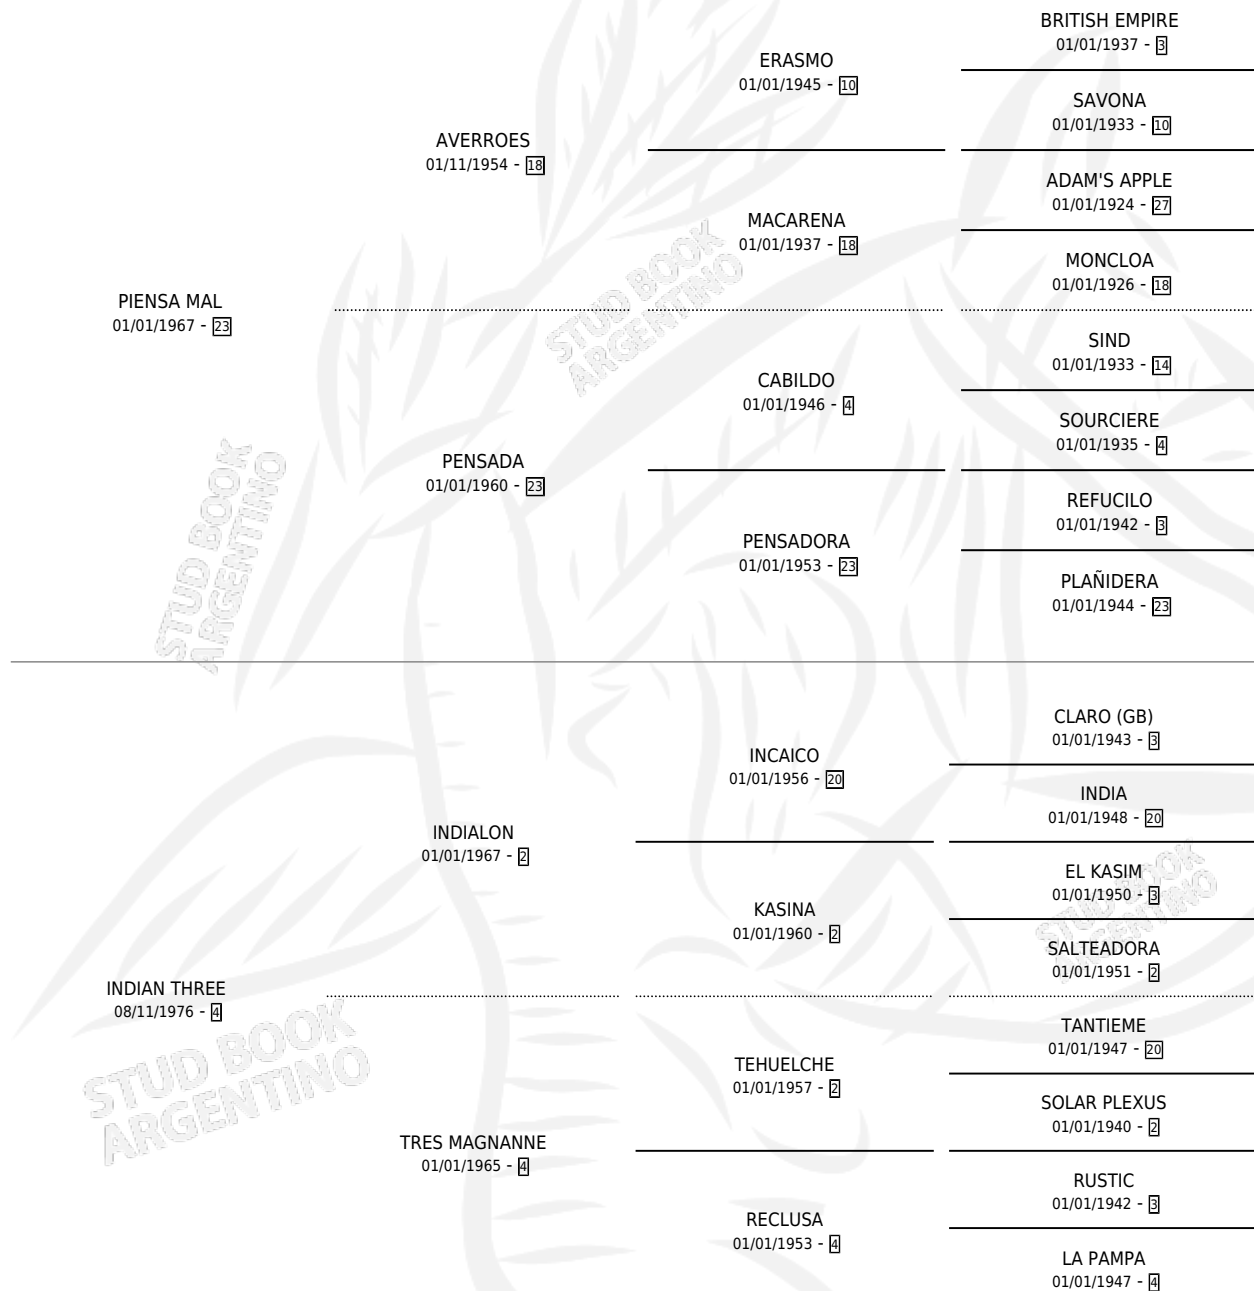 BRITISH EMPIRE
01/01/1937 - 3
ERASMO
01/01/1945 - 10
SAVONA
01/01/1933 - 10
AVERROES
01/11/1954 - 18
ADAM'S APPLE
01/01/1924 - 27
MACARENA
01/01/1937 - 18
MONCLOA
01/01/1926 - 18
PIENSA MAL
01/01/1967 - 23
STUD BOOK
ARGENTINO
SIND
01/01/1933 - 14
CABILDO
01/01/1946 - 4
SOURCIERE
01/01/1935 - 4
PENSADA
01/01/1960 - 23
REFUCILO
01/01/1942 - 3
PENSADORA
01/01/1953 - 23
PLAÑIDERA
01/01/1944 - 23
STUD BOOK
ARGENTINO
CLARO (GB)
01/01/1943 - 3
INCAICO
01/01/1956 - 20
INDIA
01/01/1948 - 20
INDIALON
01/01/1967 - 2
EL KASIM
01/01/1950 - 3
KASINA
01/01/1960 - 2
SALTEADORA
01/01/1951 - 2
STUD BOOK
ARGENTINO
INDIAN THREE
08/11/1976 - 4
TANTIEME
01/01/1947 - 20
TEHUELCHE
01/01/1957 - 2
SOLAR PLEXUS
01/01/1940 - 2
STUD BOOK
ARGENTINO
TRES MAGNANNE
01/01/1965 - 4
RUSTIC
01/01/1942 - 3
RECLUSA
01/01/1953 - 4
LA PAMPA
01/01/1947 - 4